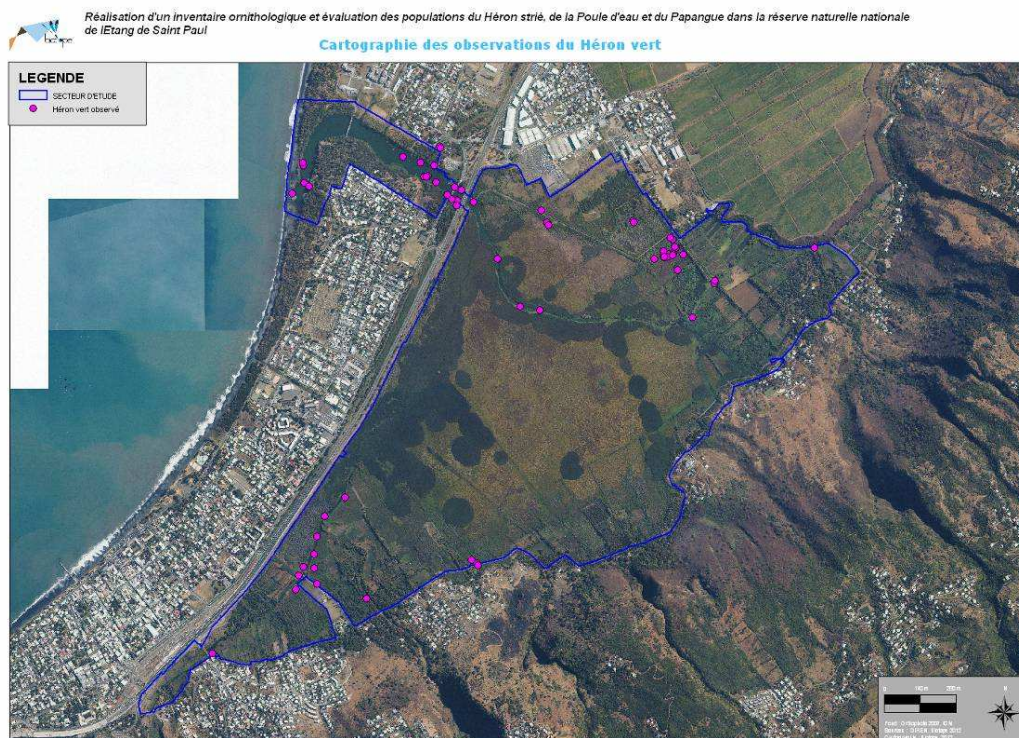 Réalisation d'un inventaire ornithologique et évaluation des populations du Héron strié, de la Poule d'eau et du Papangue dans la réserve naturelle nationale
de lEtang de Saint Paul
Cartographie des observations du Héron vert
LEGENDE
SECTEUR D'ETUDE
Héron vert observé
0
N